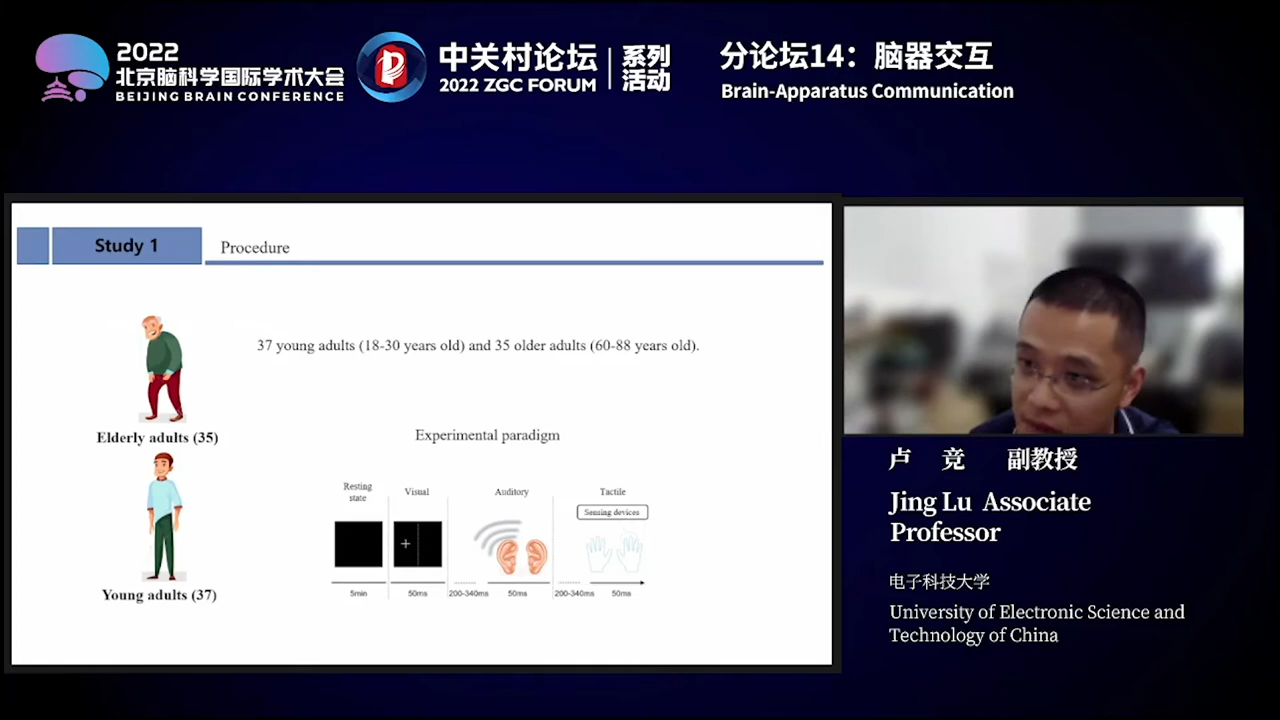 2022
北京脑科学国际学术大会
BEIJING BRAIN CONFERENCE
中关村论坛
2022 ZGC FORUM
系列
活动
分论坛14：脑器交互
Brain-Apparatus Communication
Study 1
Procedure
37 young adults (18-30 years old) and 35 older adults (60-88 years old).
Elderly adults (35)
Young adults (37)
Experimental paradigm
Resting
state
Visual
Auditory
Tactile
Sensing devices
5min
50ms
200-340ms
50ms
200-340ms
50ms
卢 竞 副教授
Jing Lu Associate
Professor
电子科技大学
University of Electronic Science and
Technology of China